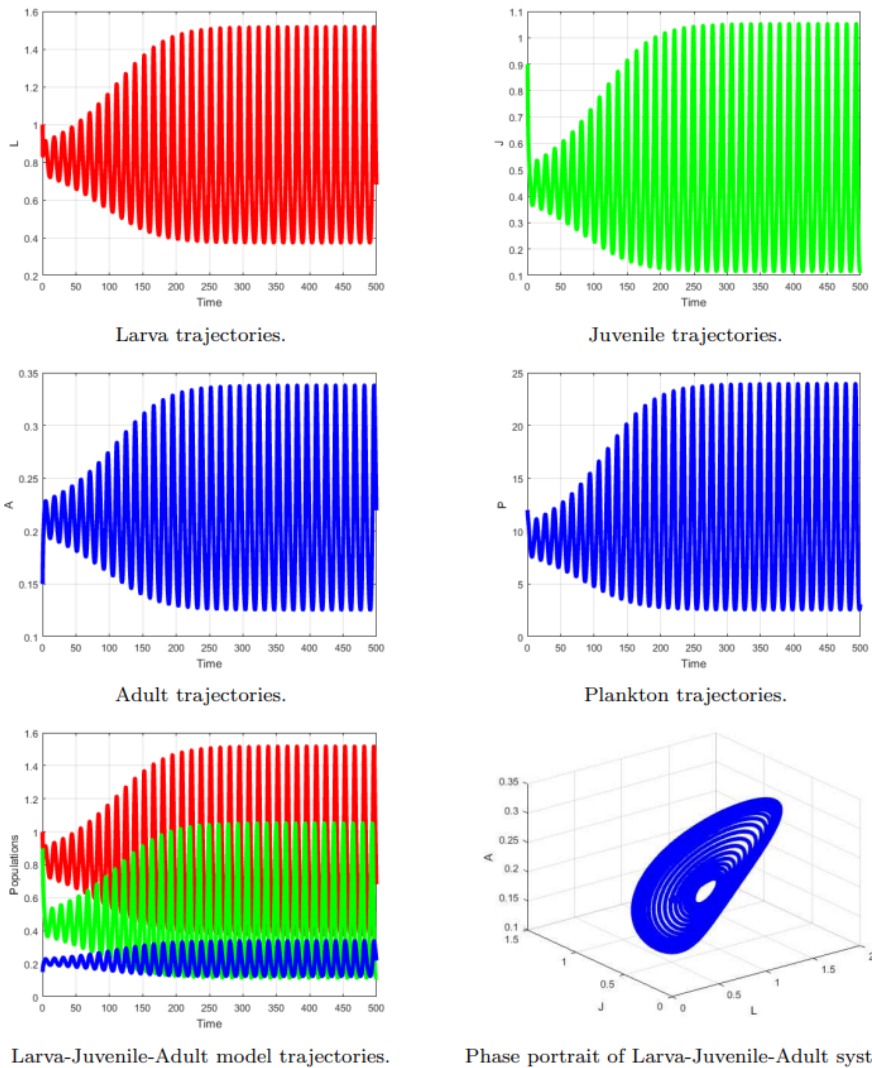 1.6
1.4
1.2
1
0.8
0.6
0.4
0.2
L
0 50 100 150 200 250 300 350 400 450 500
Time
Larva trajectories.
1.1
1
0.9
0.8
0.7
0.6
0.5
0.4
0.3
0.2
0.1
J
0 50 100 150 200 250 300 350 400 450 500
Time
Juvenile trajectories.
0.35
0.3
0.25
0.2
0.15
0.1
A
0 50 100 150 200 250 300 350 400 450 500
Time
Adult trajectories.
25
20
15
10
5
0
P
0 50 100 150 200 250 300 350 400 450 500
Time
Plankton trajectories.
1.6
1.4
1.2
1
0.8
0.6
0.4
0.2
0
Populations
0 50 100 150 200 250 300 350 400 450 500
Time
Larva-Juvenile-Adult model trajectories.
0.35
0.3
0.25
0.2
0.15
0.1
A
1.5
1
0.5
0
J
0
0.5
1
1.5
2
L
Phase portrait of Larva-Juvenile-Adult syst